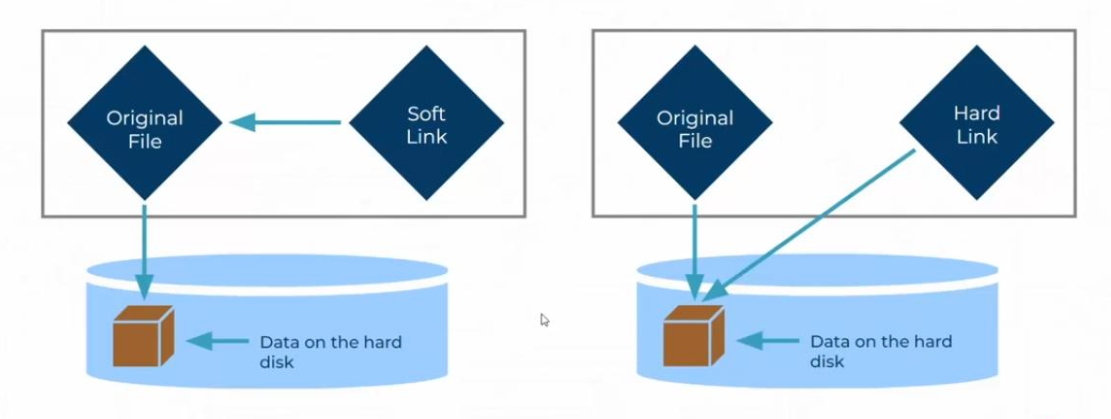 Original
File
Soft
Link
Data on the hard
disk
Original
File
Hard
Link
Data on the hard
disk